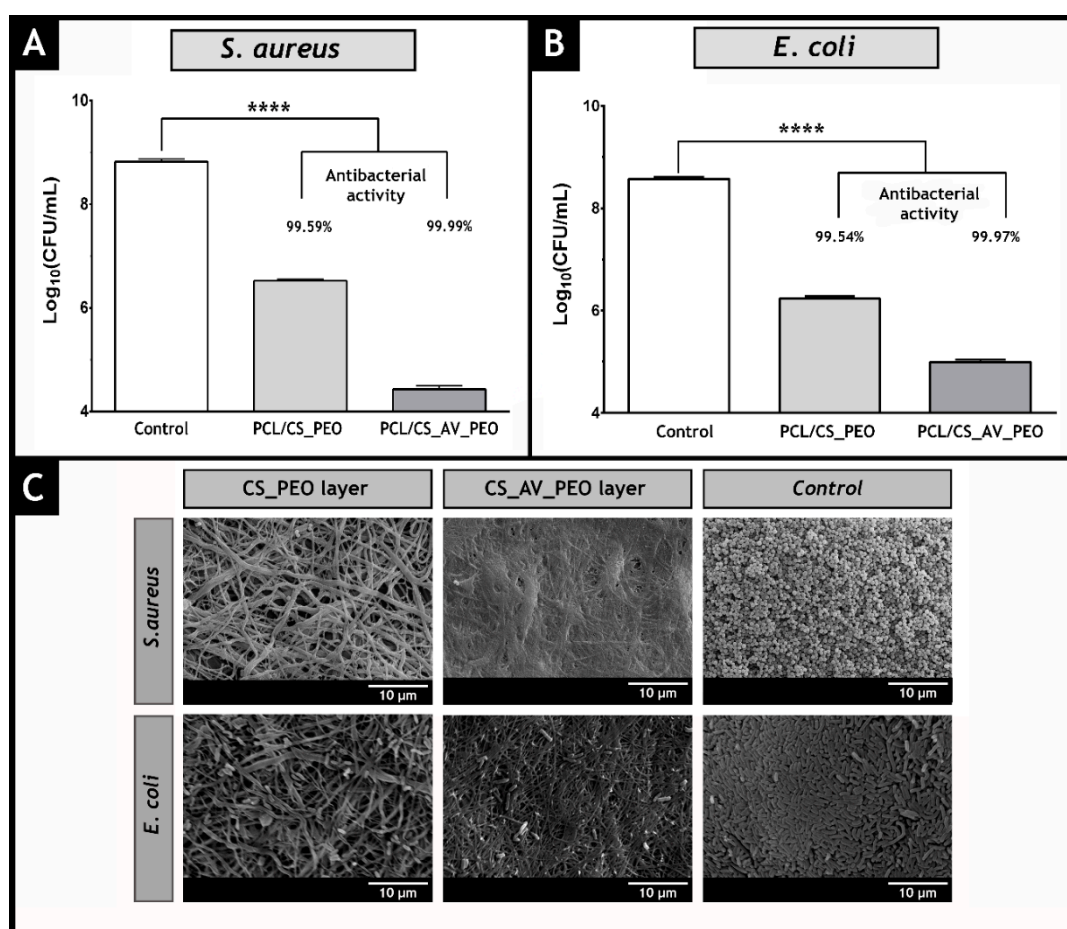 A
S. aureus
10
8
6
4
Log₁₀(CFU/mL)
****
Antibacterial
activity
99.59%
99.99%
Control
PCL/CS_PEO
PCL/CS_AV_PEO
B
E. coli
10
8
6
4
Log₁₀(CFU/mL)
****
Antibacterial
activity
99.54%
99.97%
Control
PCL/CS_PEO
PCL/CS_AV_PEO
C
CS_PEO layer
CS_AV_PEO layer
Control
S.aureus
10 µm
10 µm
10 µm
E. coli
10 µm
10 µm
10 µm